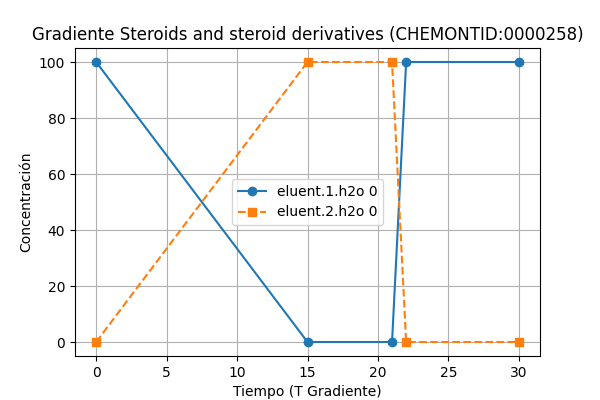 Gradiente Steroids and steroid derivatives (CHEMONTID:0000258)
100
80
60
40
20
0
Concentración
eluent.1.h2o 0
eluent.2.h2o 0
0 5 10 15 20 25 30
Tiempo (T Gradiente)